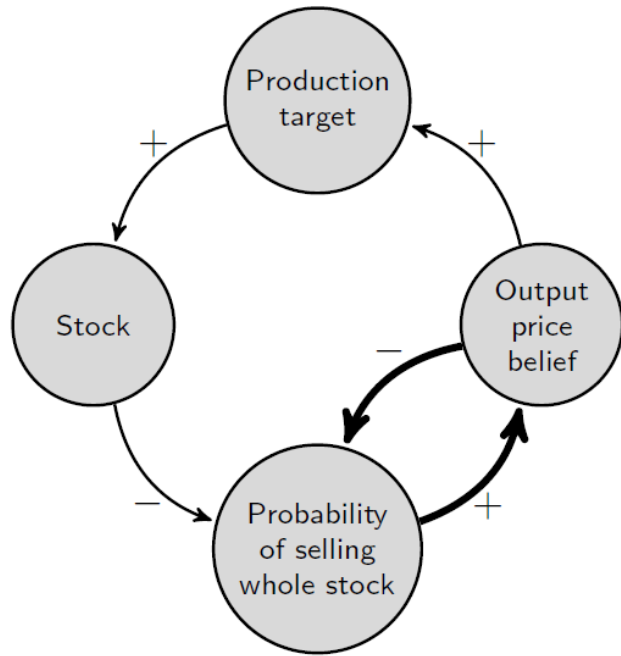 Production
target
+
+
Stock
Output
price
belief
−
−
+
Probability
of selling
whole stock